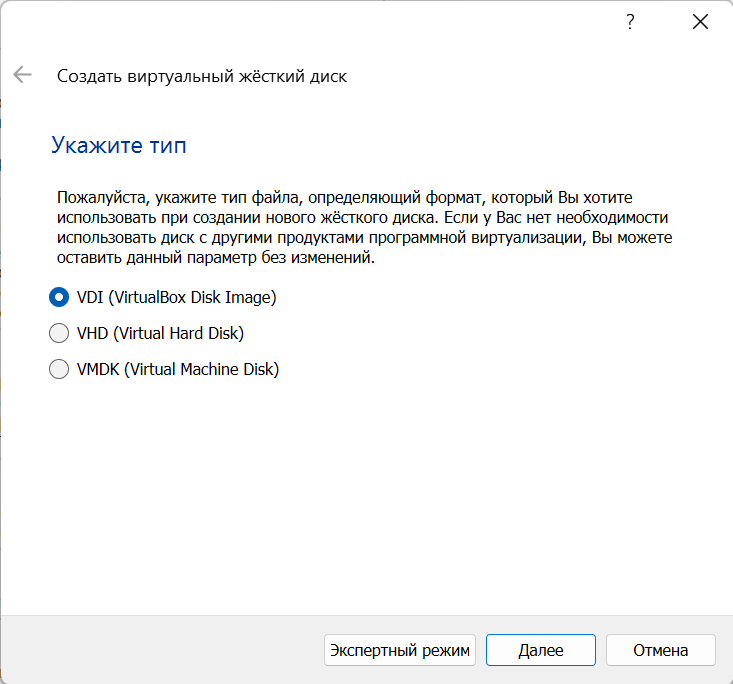 ?
Создать виртуальный жёсткий диск
Укажите тип
Пожалуйста, укажите тип файла, определяющий формат, который Вы хотите
использовать при создании нового жёсткого диска. Если у Вас нет необходимости
использовать диск с другими продуктами программной виртуализации, Вы можете
оставить данный параметр без изменений.
VDI (VirtualBox Disk Image)
VHD (Virtual Hard Disk)
VMDK (Virtual Machine Disk)
Экспертный режим Далее Отмена